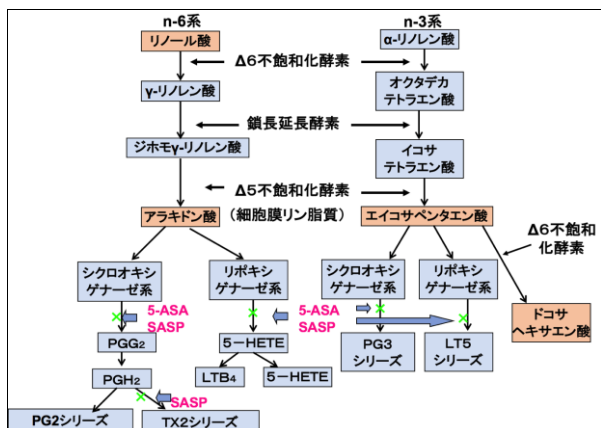 n-6系
n-3系
リノール酸
α-リノレン酸
Δ6不飽和化酵素
γ-リノレン酸
オクタデカ
テトラエン酸
鎖長延長酵素
ジホモγ-リノレン酸
イコサ
テトラエン酸
Δ5不飽和化酵素
アラキドン酸
(細胞膜リン脂質)
エイコサペンタエン酸
Δ6不飽和
化酵素
シクロオキシ
ゲナーゼ系
リポキシ
ゲナーゼ系
シクロオキシ
ゲナーゼ系
リポキシ
ゲナーゼ系
5-ASA
SASP
5-ASA
SASP
ドコサ
ヘキサエン酸
PGG2
5-HETE
PG3
シリーズ
LT5
シリーズ
PGH2
LTB4
5-HETE
SASP
PG2シリーズ
TX2シリーズ